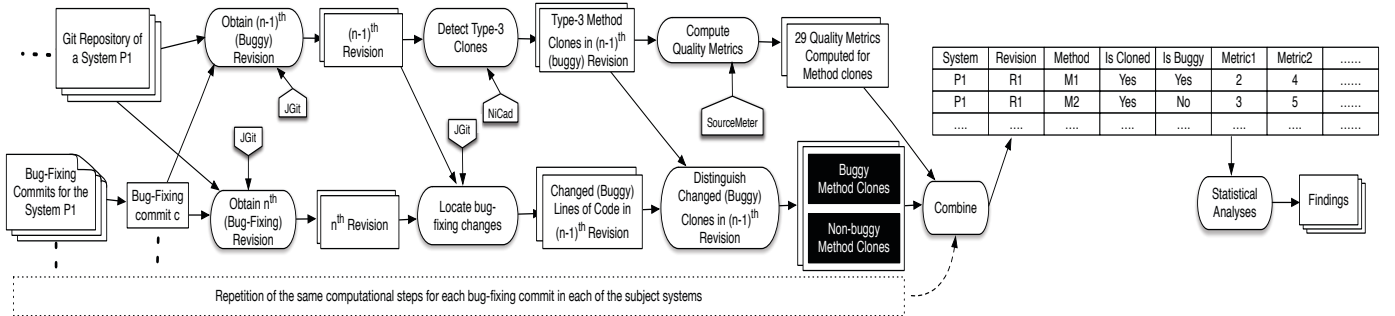 Git Repository of
a System P1
Obtain (n-1)th
(Buggy)
Revision
JGit
(n-1)th
Revision
Detect Type-3
Clones
NiCad
Type-3 Method
Clones in (n-1)th
(buggy) Revision
Compute
Quality Metrics
SourceMeter
29 Quality Metrics
Computed for
Method clones
System Revision Method Is Cloned Is Buggy Metric1 Metric2 ......
P1 R1 M1 Yes Yes 2 4 ......
P1 R1 M2 Yes No 3 5 ......
.... .... .... .... .... .... .... ......
Bug-Fixing
Commits for the
System P1
Bug-Fixing
commit c
JGit
Obtain nth
(Bug-Fixing)
Revision
nth Revision
JGit
Locate bug-
fixing changes
Changed (Buggy)
Lines of Code in
(n-1)th Revision
Distinguish
Changed (Buggy)
Clones in (n-1)th
Revision
Buggy
Method Clones
Non-buggy
Method Clones
Combine
Statistical
Analyses
Findings
Repetition of the same computational steps for each bug-fixing commit in each of the subject systems